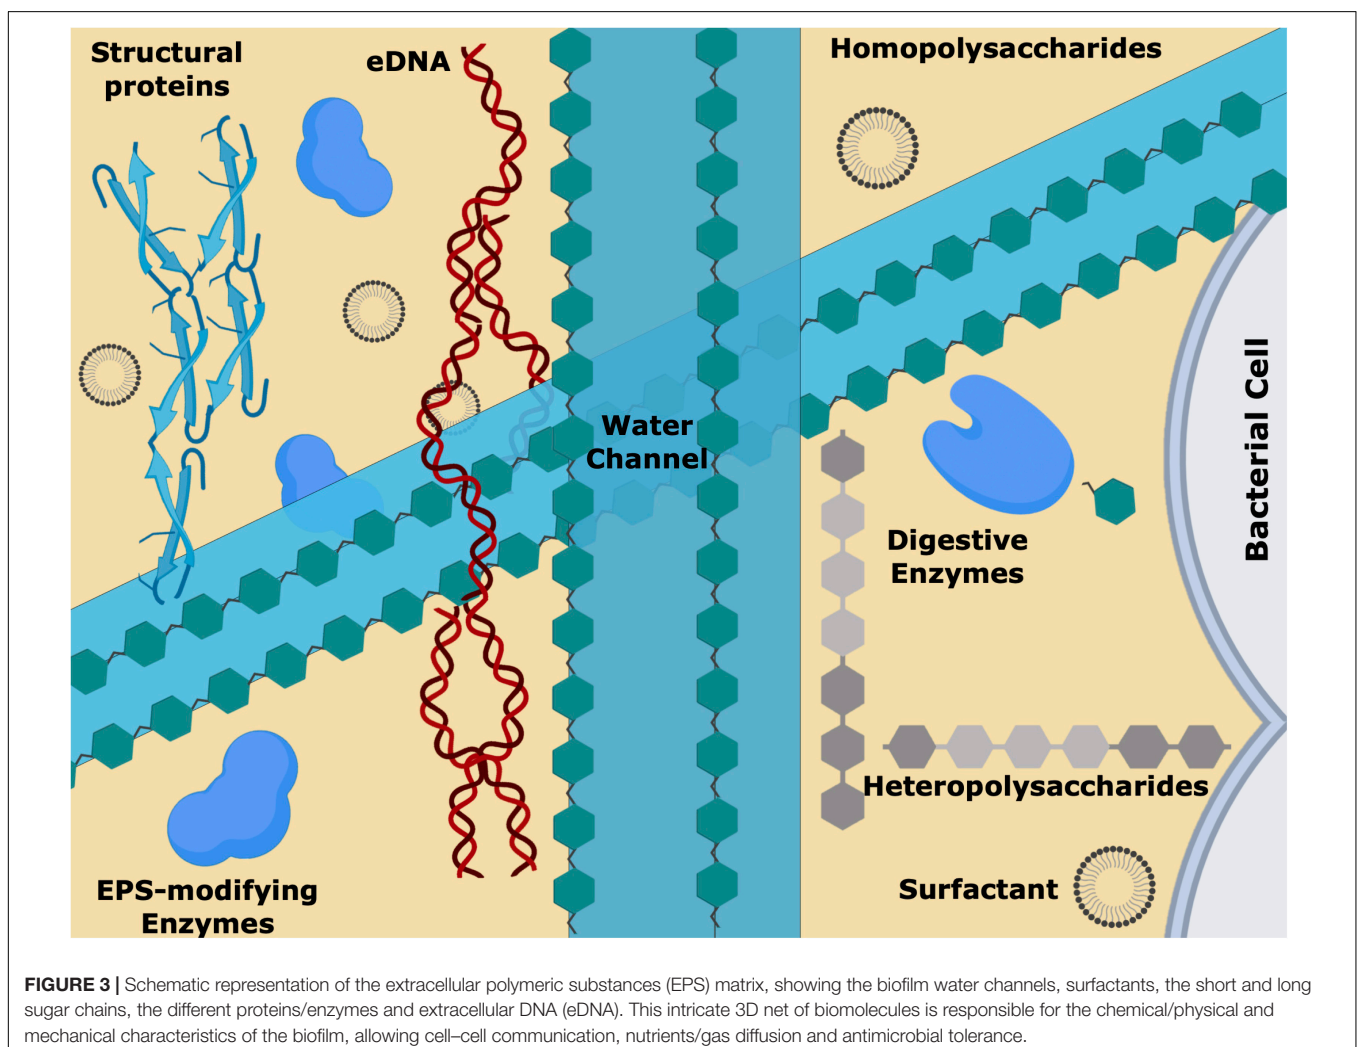 Structural
proteins
eDNA
Homopolysaccharides
Water
Channel
Bacterial Cell
Digestive
Enzymes
Heteropolysaccharides
EPS-modifying
Enzymes
Surfactant
FIGURE 3 | Schematic representation of the extracellular polymeric substances (EPS) matrix, showing the biofilm water channels, surfactants, the short and long
sugar chains, the different proteins/enzymes and extracellular DNA (eDNA). This intricate 3D net of biomolecules is responsible for the chemical/physical and
mechanical characteristics of the biofilm, allowing cell–cell communication, nutrients/gas diffusion and antimicrobial tolerance.